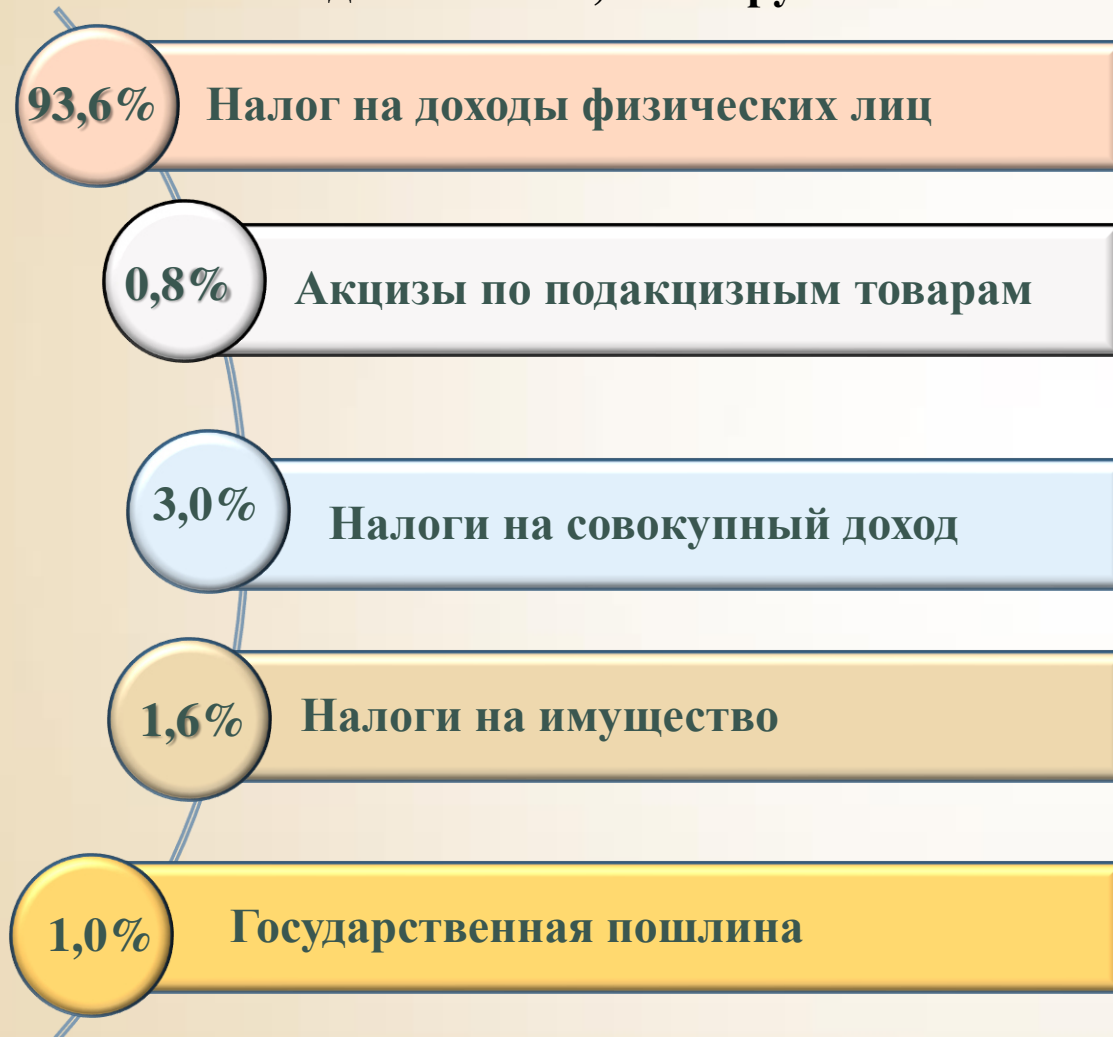 93,6% Налог на доходы физических лиц
0,8% Акцизы по подакцизным товарам
3,0% Налоги на совокупный доход
1,6% Налоги на имущество
1,0% Государственная пошлина